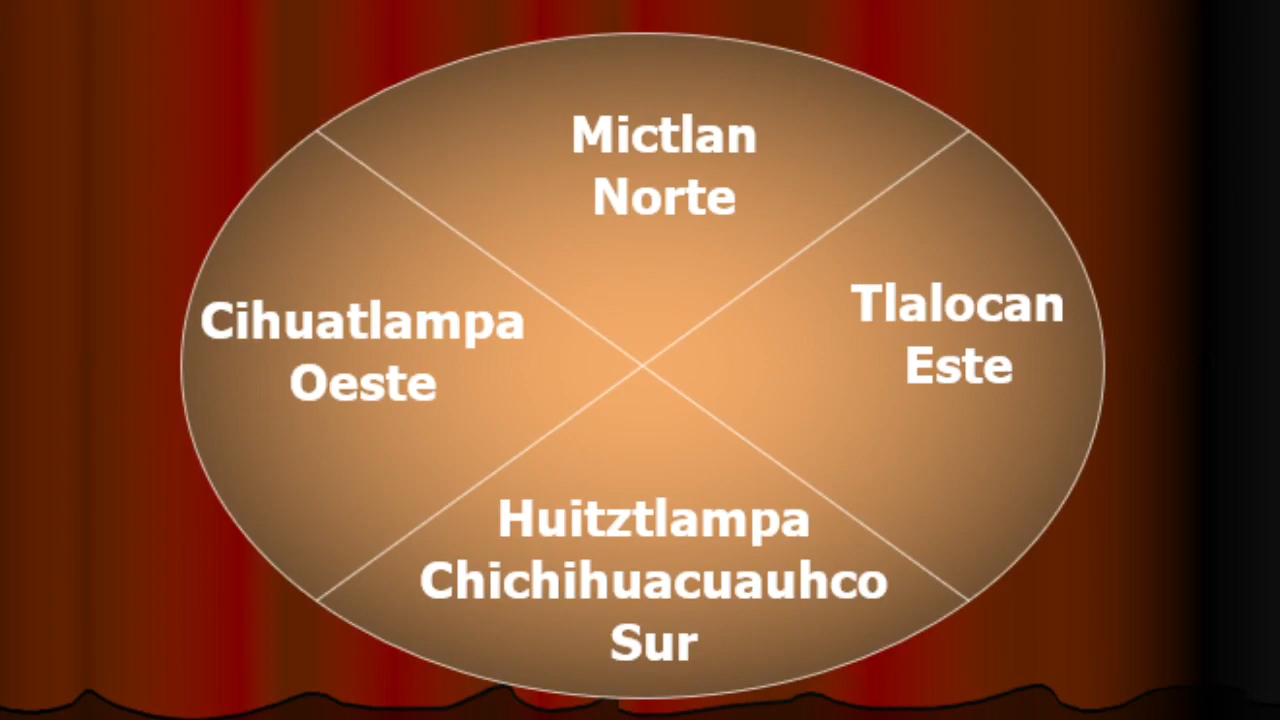 Mictlan
Norte
Cihuatlampa
Oeste
Tlalocan
Este
Huitztlampa
Chichihuacuauhco
Sur